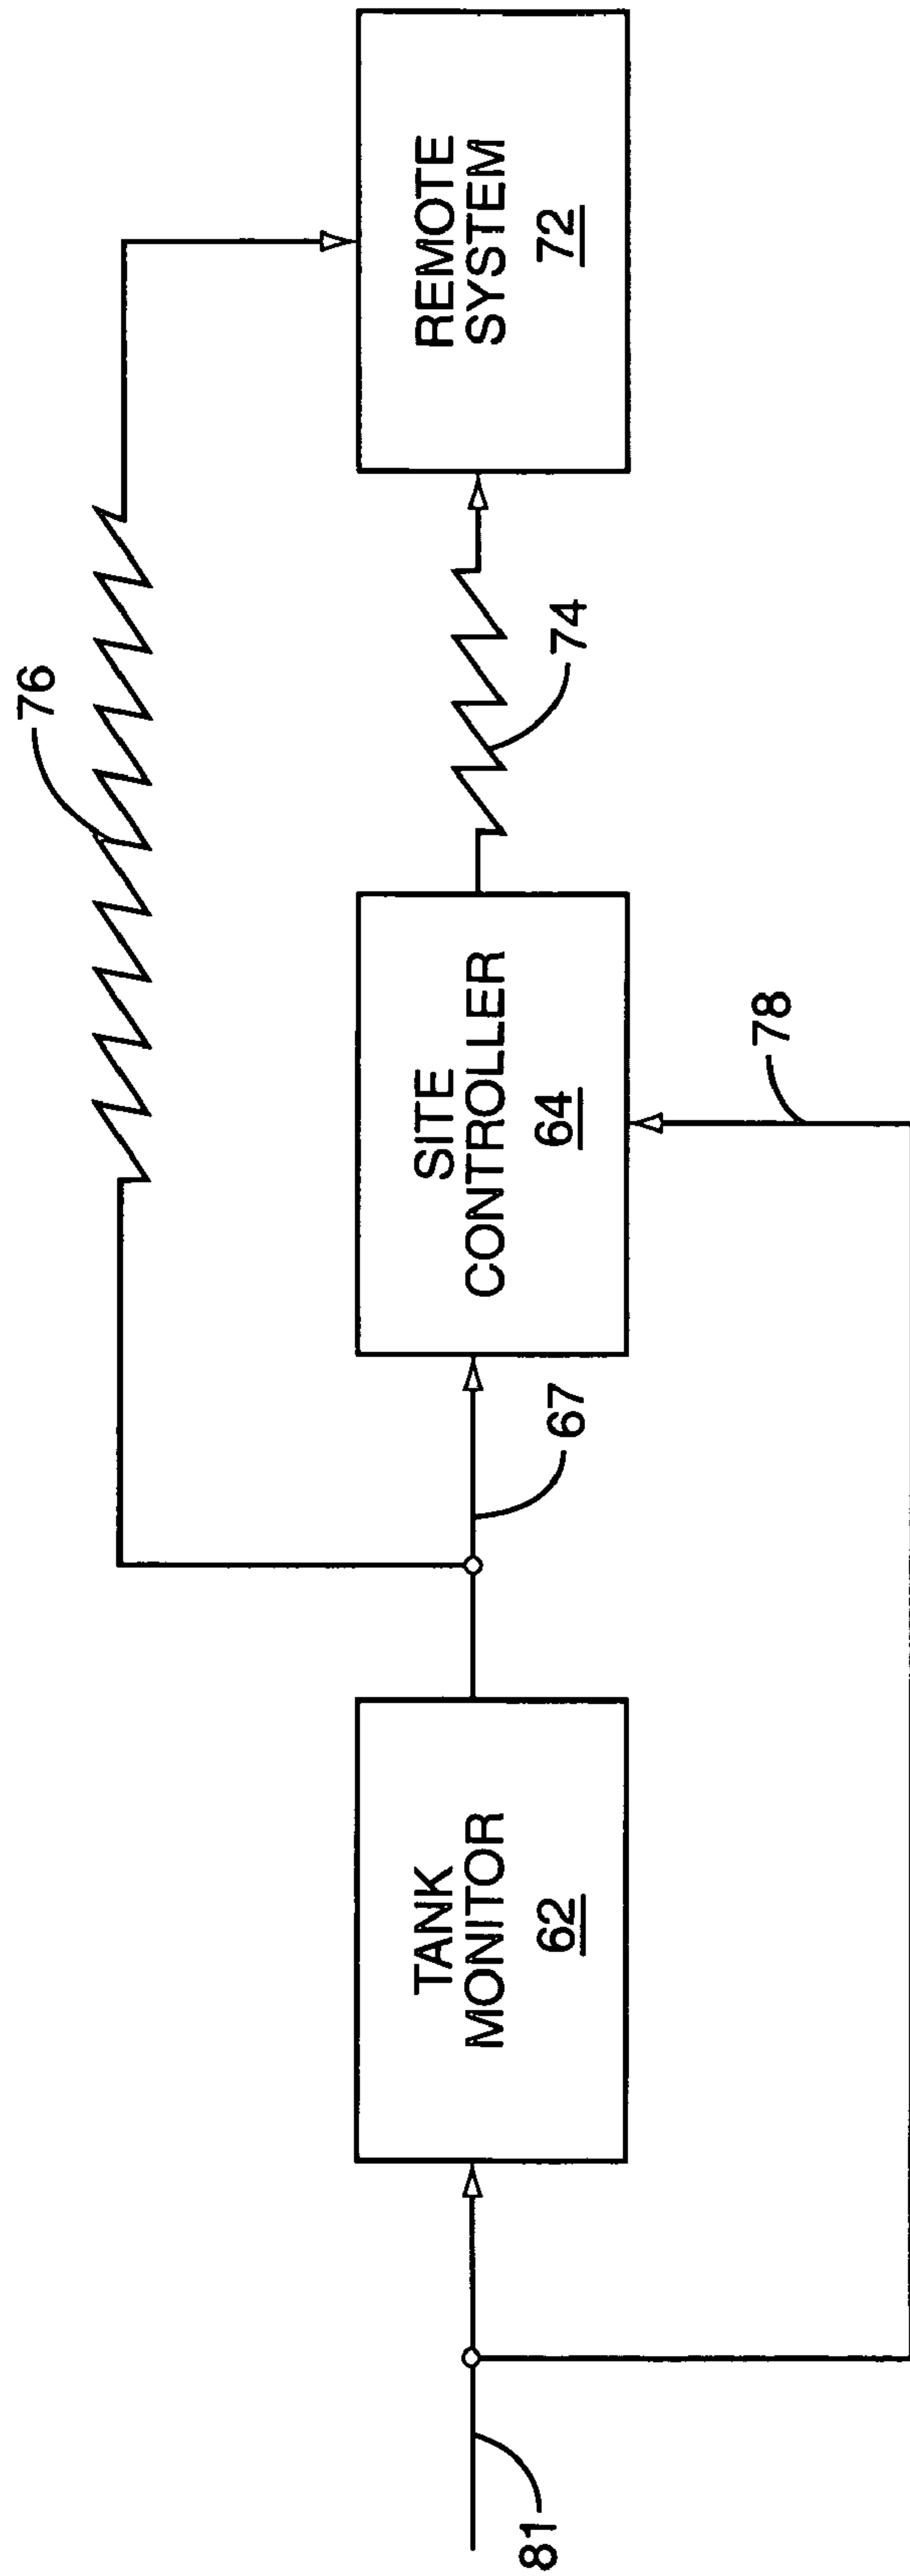 76
TANK
MONITOR
62
SITE
CONTROLLER
64
REMOTE
SYSTEM
72
81
67
74
78